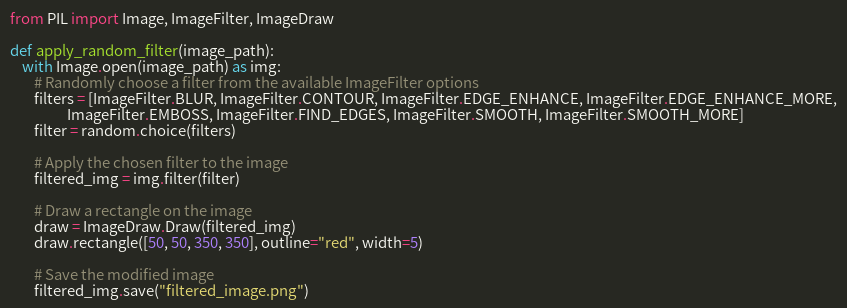 from PIL import Image, ImageFilter, ImageDraw
def apply_random_filter(image_path):
with Image.open(image_path) as img:
# Randomly choose a filter from the available ImageFilter options
filters = [ImageFilter.BLUR, ImageFilter.CONTOUR, ImageFilter.EDGE_ENHANCE, ImageFilter.EDGE_ENHANCE_MORE,
ImageFilter.EMBOSS, ImageFilter.FIND_EDGES, ImageFilter.SMOOTH, ImageFilter.SMOOTH_MORE]
filter = random.choice(filters)
# Apply the chosen filter to the image
filtered_img = img.filter(filter)
# Draw a rectangle on the image
draw = ImageDraw.Draw(filtered_img)
draw.rectangle([50, 50, 350, 350], outline="red", width=5)
# Save the modified image
filtered_img.save("filtered_image.png")